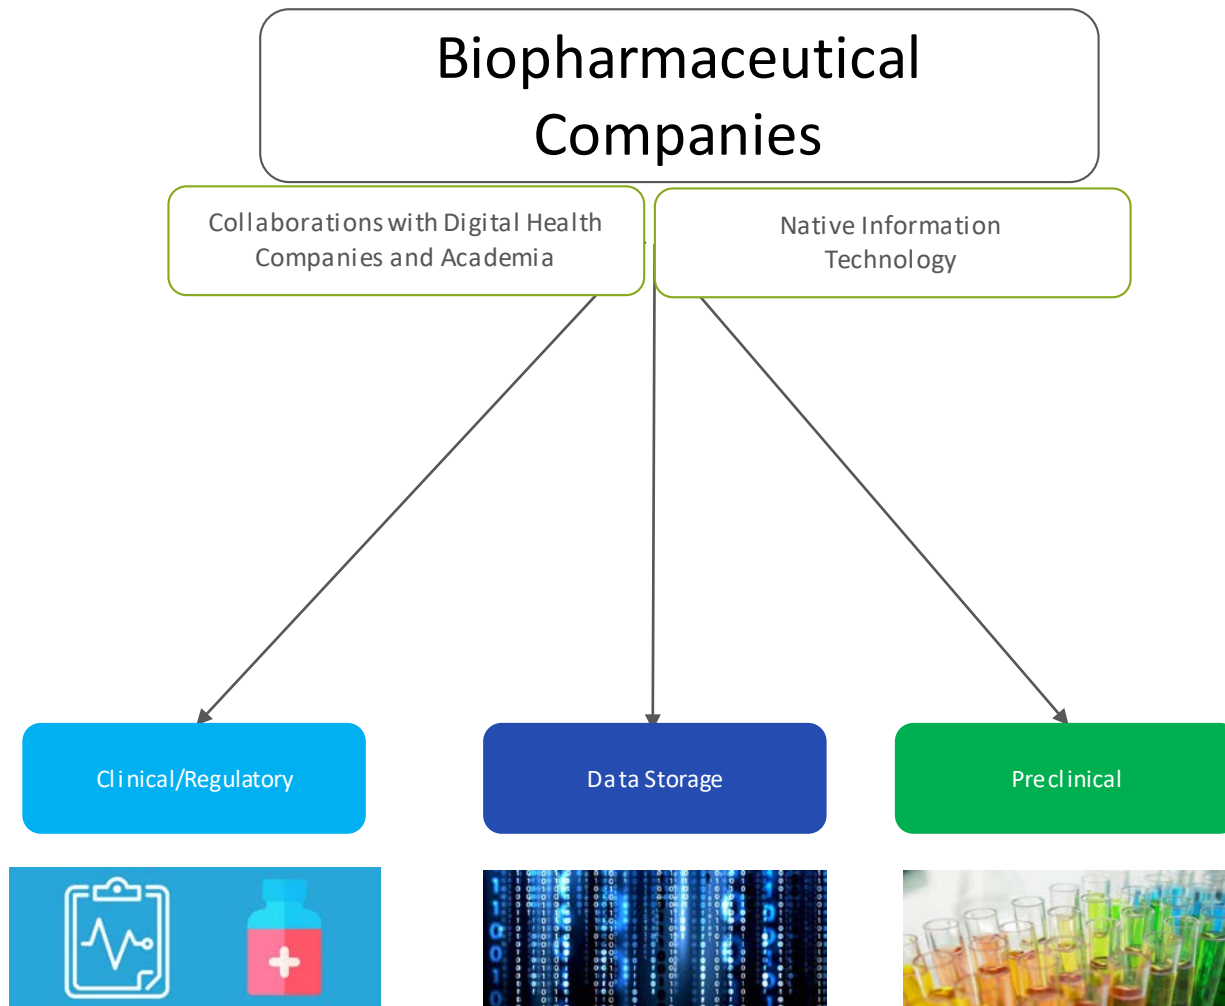 Biopharmaceutical
Companies
Collaborations with Digital Health
Companies and Academia
Native Information
Technology
Clinical/Regulatory
Data Storage
Preclinical